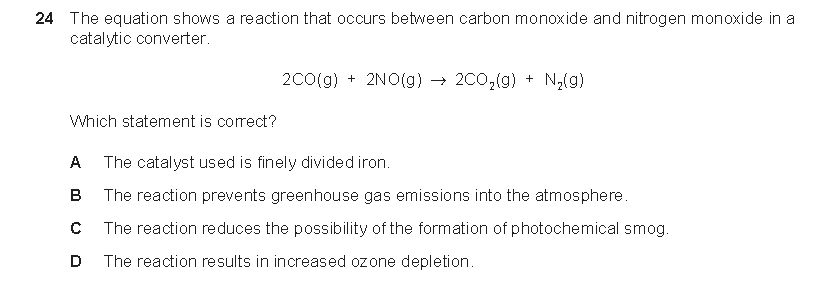 24 The equation shows a reaction that occurs between carbon monoxide and nitrogen monoxide in a
catalytic converter.
2CO(g) + 2NO(g) → 2CO₂(g) + N₂(g)
Which statement is correct?
A The catalyst used is finely divided iron.
B The reaction prevents greenhouse gas emissions into the atmosphere.
C The reaction reduces the possibility of the formation of photochemical smog.
D The reaction results in increased ozone depletion.